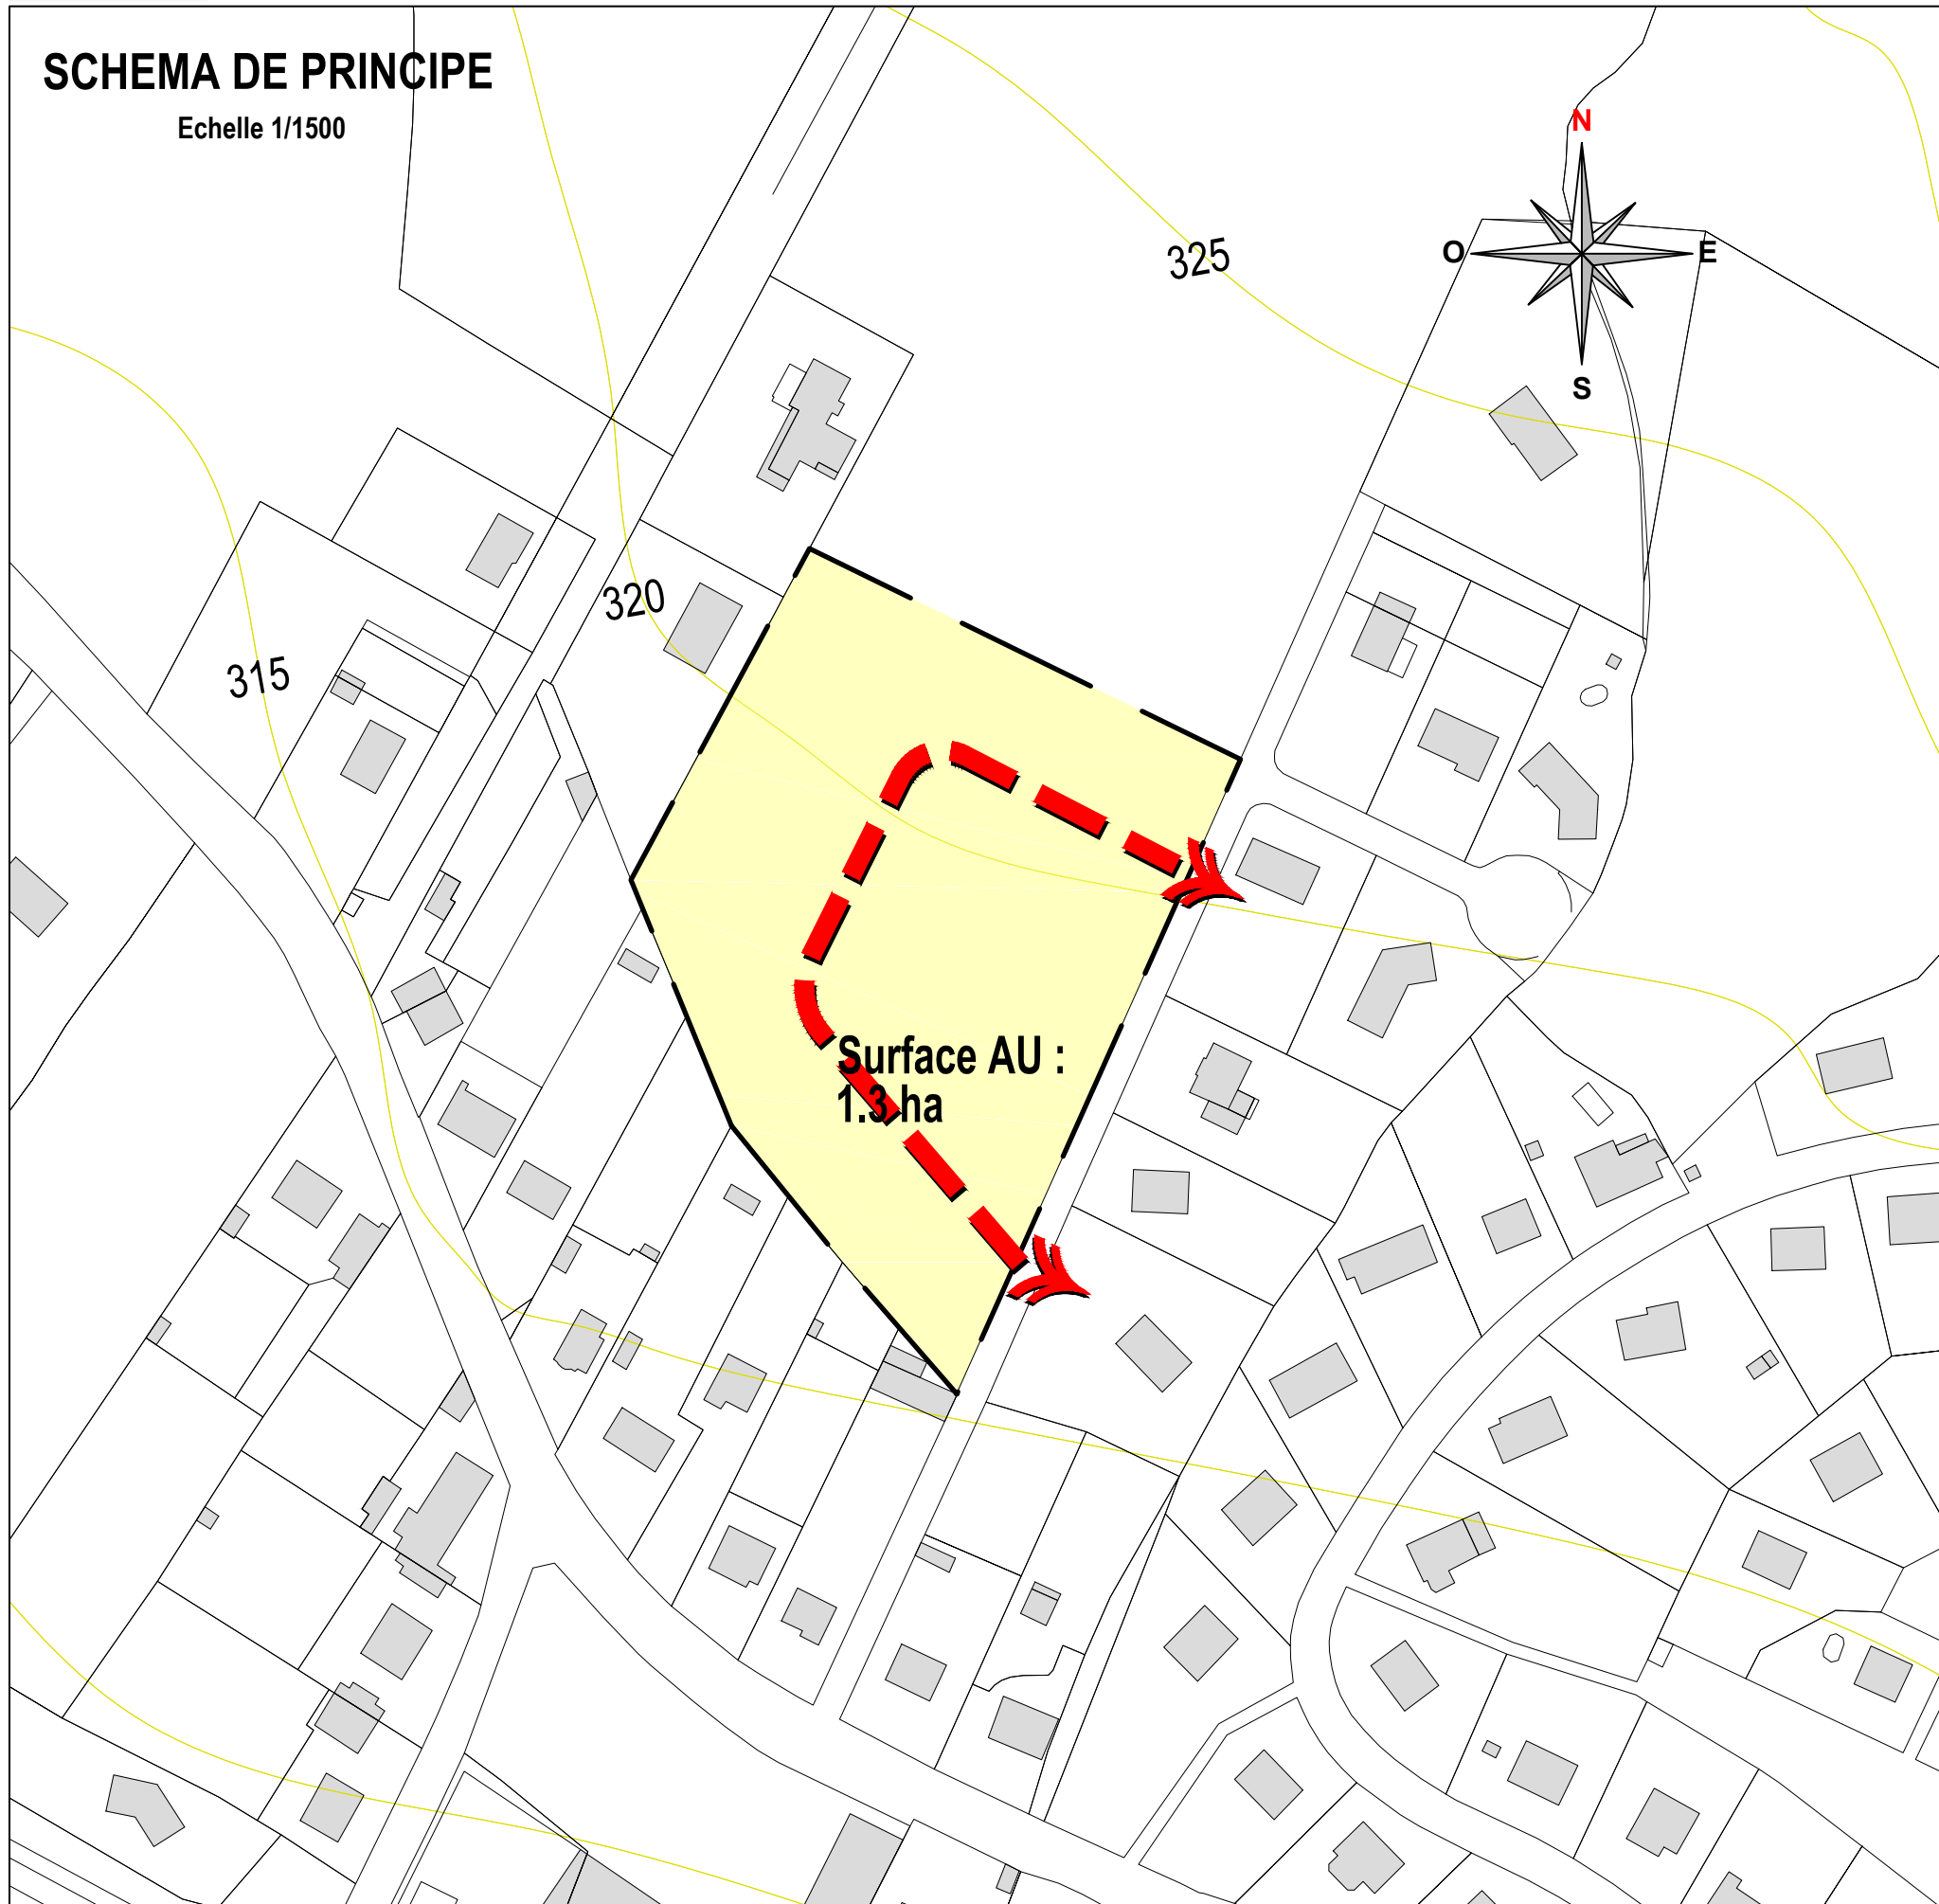 SCHEMA DE PRINCIPE
Echelle 1/1500
N
O
E
S
325
320
315
Surface AU :
1.3 ha